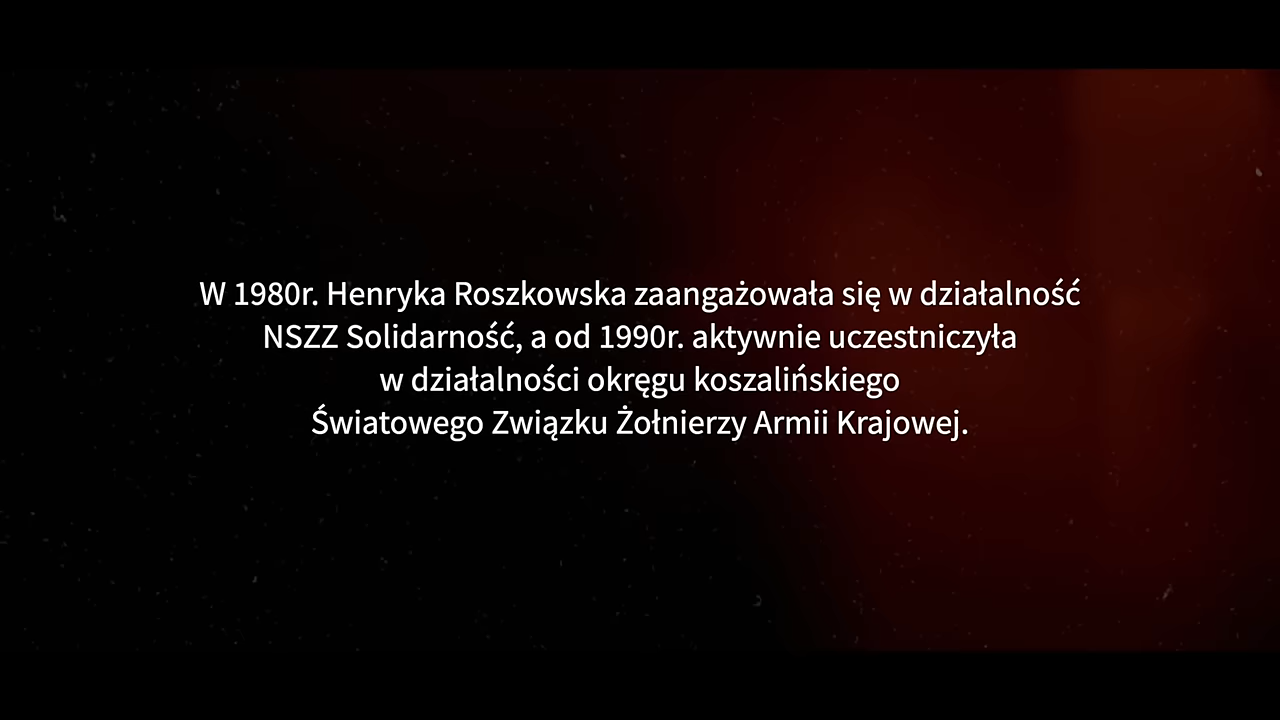 W 1980r. Henryka Roszkowska zaangażowała się w działalność
NSZZ Solidarność, a od 1990r. aktywnie uczestniczyła
w działalności okręgu koszalińskiego
Światowego Związku Żołnierzy Armii Krajowej.